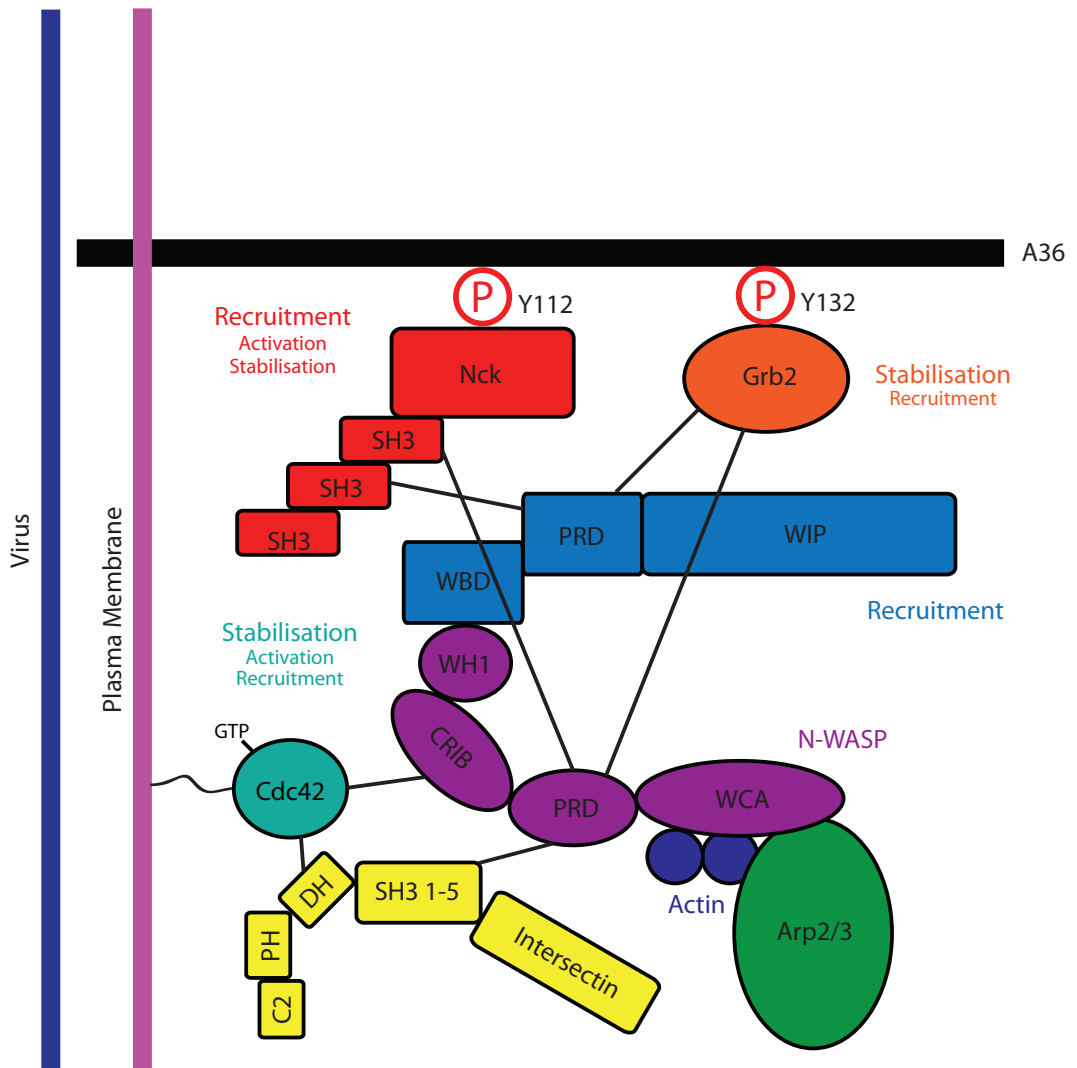 A36
P
Y112
P
Y132
Recruitment
Activation
Stabilisation
Nck
Grb2
Stabilisation
Recruitment
SH3
SH3
SH3
PRD
WIP
WBD
Recruitment
Virus
Plasma Membrane
Stabilisation
Activation
Recruitment
WH1
CRIB
GTP
Cdc42
N-WASP
PRD
WCA
DH
SH3 1-5
Actin
Arp2/3
PH
Intersectin
C2